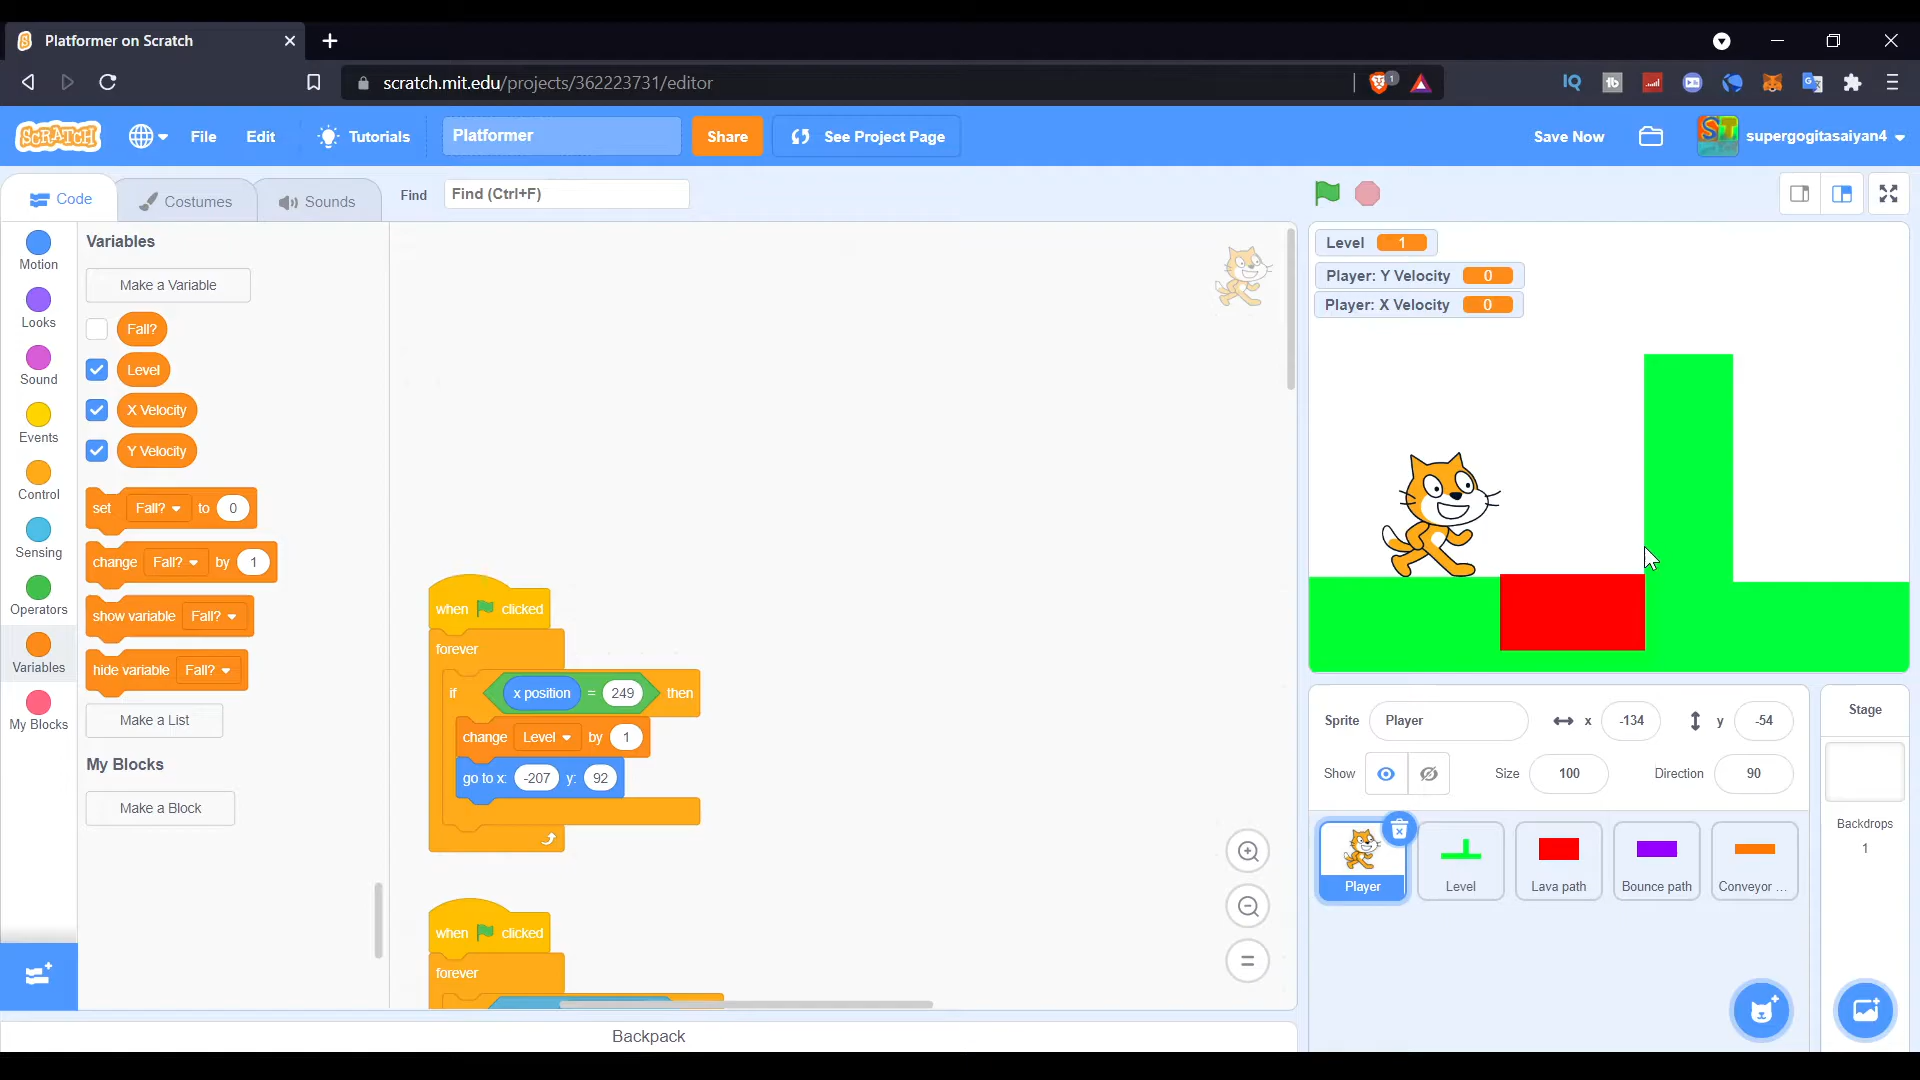 Platformer on Scratch
scratch.mit.edu/projects/362223731/editor
1
SCRATCH
File
Edit
Tutorials
Platformer
Share
See Project Page
Save Now
ST
supergogitasaiyan4
Code
Costumes
Sounds
Find
Find (Ctrl+F)
Motion
Looks
Sound
Events
Control
Sensing
Operators
Variables
My Blocks
Variables
Make a Variable
Fall?
Level
X Velocity
Y Velocity
set Fall? to 0
change Fall? by 1
show variable Fall?
hide variable Fall?
Make a List
My Blocks
Make a Block
when clicked
forever
if x position = 249 then
change Level by 1
go to x: -207 y: 92
when clicked
forever
Backpack
Level 1
Player: Y Velocity 0
Player: X Velocity 0
Sprite Player x -134 y -54
Show Size 100 Direction 90
Player
Level
Lava path
Bounce path
Conveyor ...
Stage
Backdrops
1